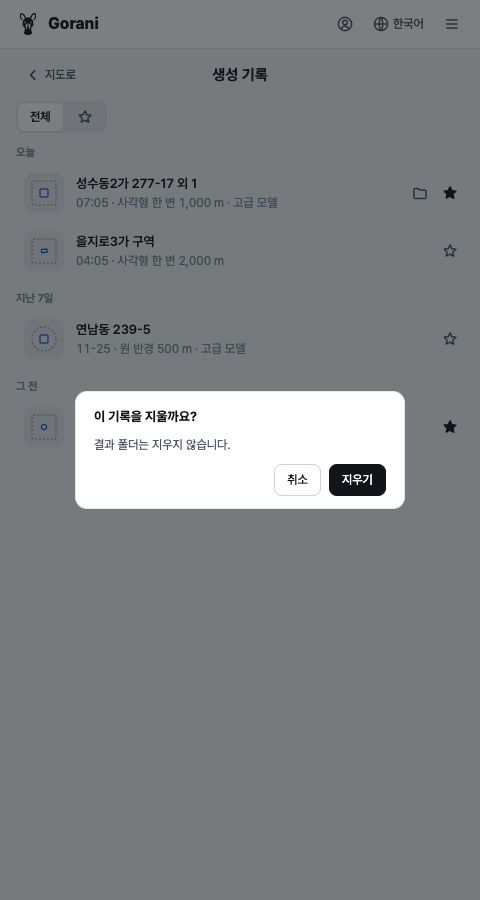 Gorani
한국어
지도로
생성 기록
전체
오늘
성수동2가 277-17 외 1
07:05 · 사각형 한 변 1,000 m · 고급 모델
을지로3가 구역
04:05 · 사각형 한 변 2,000 m
지난 7일
연남동 239-5
11-25 · 원 반경 500 m · 고급 모델
그 전
이 기록을 지울까요?
결과 폴더는 지우지 않습니다.
취소
지우기